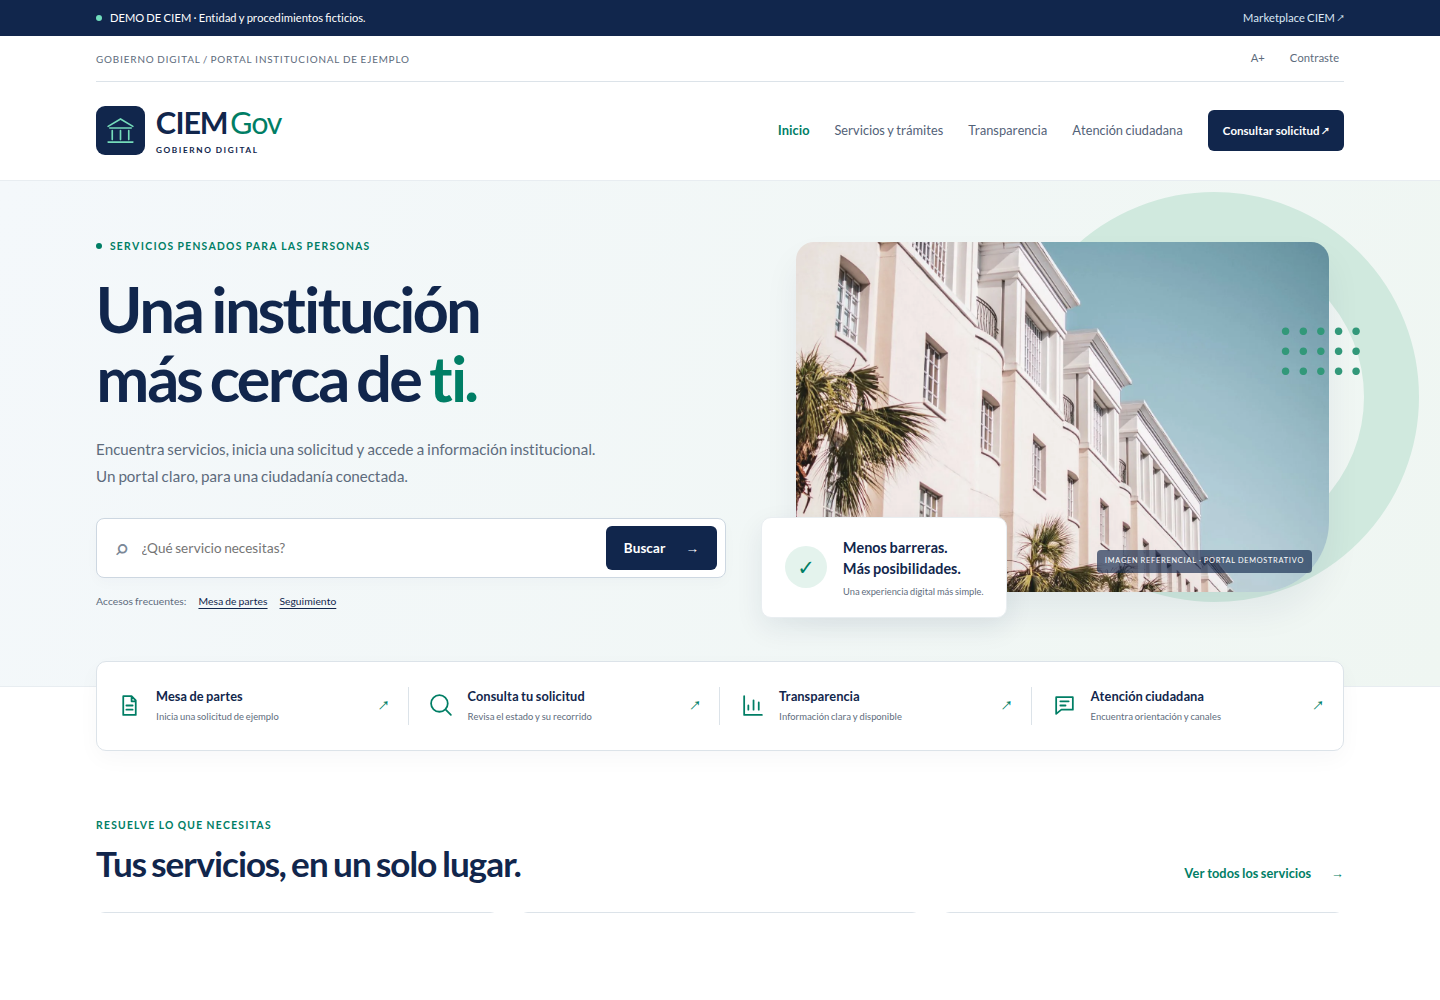 DEMO DE CIEM · Entidad y procedimientos ficticios.
Marketplace CIEM ↗
GOBIERNO DIGITAL / PORTAL INSTITUCIONAL DE EJEMPLO
A+ Contraste
CIEM Gov
GOBIERNO DIGITAL
Inicio Servicios y trámites Transparencia Atención ciudadana Consultar solicitud ↗
SERVICIOS PENSADOS PARA LAS PERSONAS
Una institución
más cerca de ti.
Encuentra servicios, inicia una solicitud y accede a información institucional.
Un portal claro, para una ciudadanía conectada.
¿Qué servicio necesitas?
Buscar →
Accesos frecuentes: Mesa de partes Seguimiento
Menos barreras.
Más posibilidades.
Una experiencia digital más simple.
IMAGEN REFERENCIAL · PORTAL DEMOSTRATIVO
Mesa de partes ↗
Inicia una solicitud de ejemplo
Consulta tu solicitud ↗
Revisa el estado y su recorrido
Transparencia ↗
Información clara y disponible
Atención ciudadana ↗
Encuentra orientación y canales
RESUELVE LO QUE NECESITAS
Tus servicios, en un solo lugar.
Ver todos los servicios →